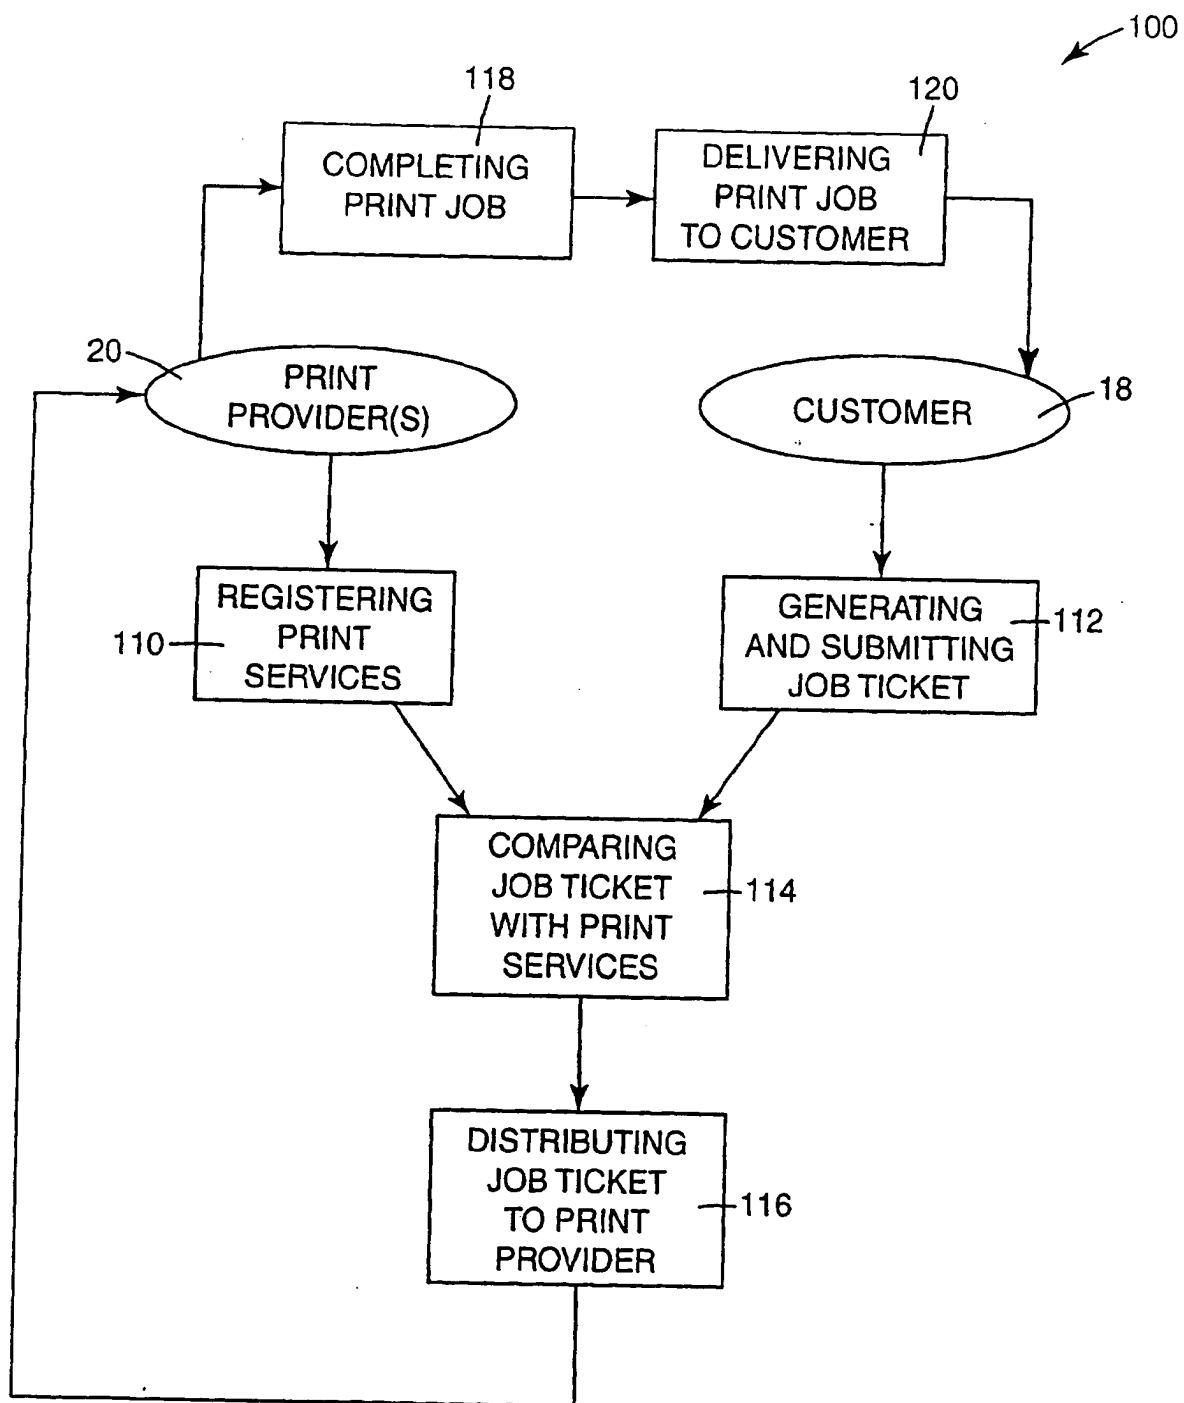 100
118
COMPLETING
PRINT JOB
120
DELIVERING
PRINT JOB
TO CUSTOMER
20
PRINT
PROVIDER(S)
CUSTOMER
18
110
REGISTERING
PRINT
SERVICES
GENERATING
AND SUBMITTING
JOB TICKET
112
COMPARING
JOB TICKET
WITH PRINT
SERVICES
114
DISTRIBUTING
JOB TICKET
TO PRINT
PROVIDER
116